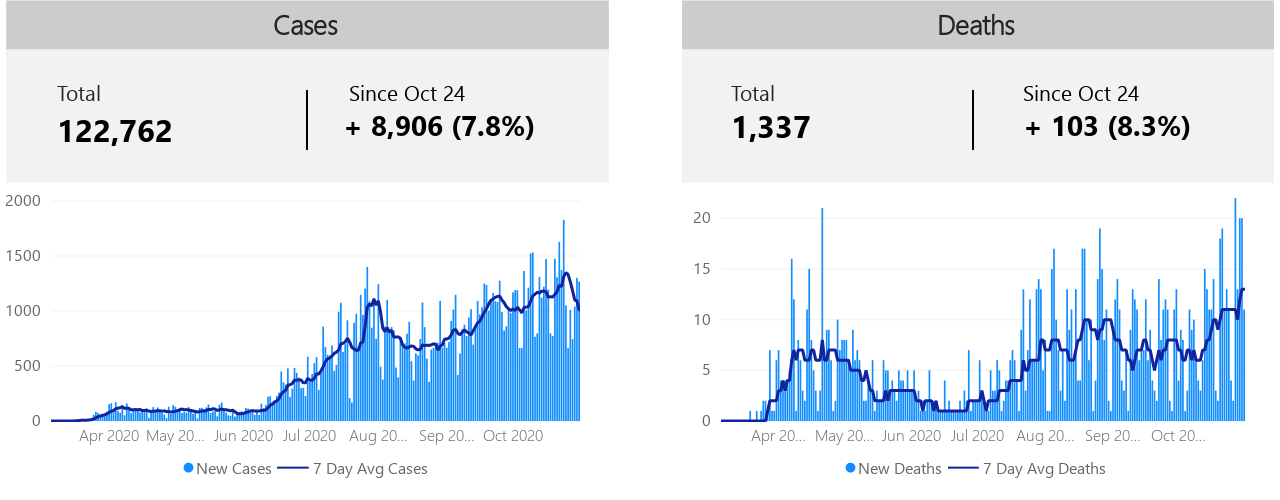 Cases
Total
122,762
Since Oct 24
+ 8,906 (7.8%)
2000
1500
1000
500
0
Apr 2020 May 20... Jun 2020 Jul 2020 Aug 20... Sep 20... Oct 2020
New Cases 7 Day Avg Cases
Deaths
Total
1,337
Since Oct 24
+ 103 (8.3%)
20
15
10
5
0
Apr 20... May 20... Jun 2020 Jul 2020 Aug 20... Sep 20... Oct 20...
New Deaths 7 Day Avg Deaths